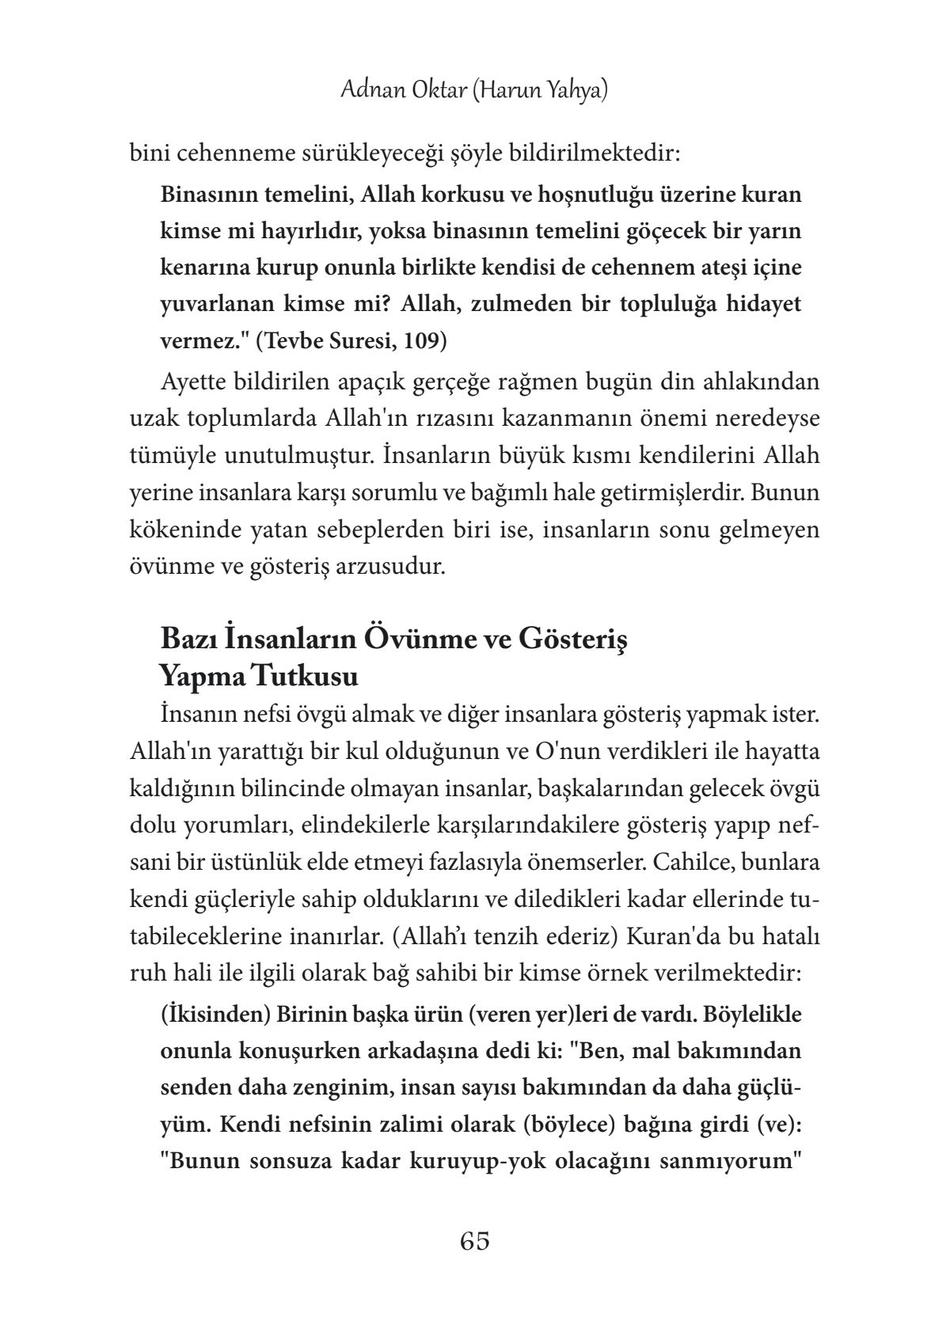 Adnan Oktar (Harun Yahya)
bini cehenneme sürükleyeceği şöyle bildirilmektedir:
Binasının temelini, Allah korkusu ve hoşnutluğu üzerine kuran
kimse mi hayırlıdır, yoksa binasının temelini göçecek bir yarın
kenarına kurup onunla birlikte kendisi de cehennem ateşi içine
yuvarlanan kimse mi? Allah, zulmeden bir topluluğa hidayet
vermez." (Tevbe Suresi, 109)
Ayette bildirilen apaçık gerçeğe rağmen bugün din ahlakından
uzak toplumlarda Allah'ın rızasını kazanmanın önemi neredeyse
tümüyle unutulmuştur. İnsanların büyük kısmı kendilerini Allah
yerine insanlara karşı sorumlu ve bağımlı hale getirmişlerdir. Bunun
kökeninde yatan sebeplerden biri ise, insanların sonu gelmeyen
övünme ve gösteriş arzusudur.
Bazı İnsanların Övünme ve Gösteriş
Yapma Tutkusu
İnsanın nefsi övgü almak ve diğer insanlara gösteriş yapmak ister.
Allah'ın yarattığı bir kul olduğunun ve O'nun verdikleri ile hayatta
kaldığının bilincinde olmayan insanlar, başkalarından gelecek övgü
dolu yorumları, elindekilerle karşılarındakilere gösteriş yapıp nef-
sani bir üstünlük elde etmeyi fazlasıyla önemserler. Cahilce, bunlara
kendi güçleriyle sahip olduklarını ve diledikleri kadar ellerinde tu-
tabileceklerine inanırlar. (Allah’ı tenzih ederiz) Kuran'da bu hatalı
ruh hali ile ilgili olarak bağ sahibi bir kimse örnek verilmektedir:
(İkisinden) Birinin başka ürün (veren yer)leri de vardı. Böylelikle
onunla konuşurken arkadaşına dedi ki: "Ben, mal bakımından
senden daha zenginim, insan sayısı bakımından da daha güçlü-
yüm. Kendi nefsinin zalimi olarak (böylece) bağına girdi (ve):
"Bunun sonsuza kadar kuruyup-yok olacağını sanmıyorum"
65